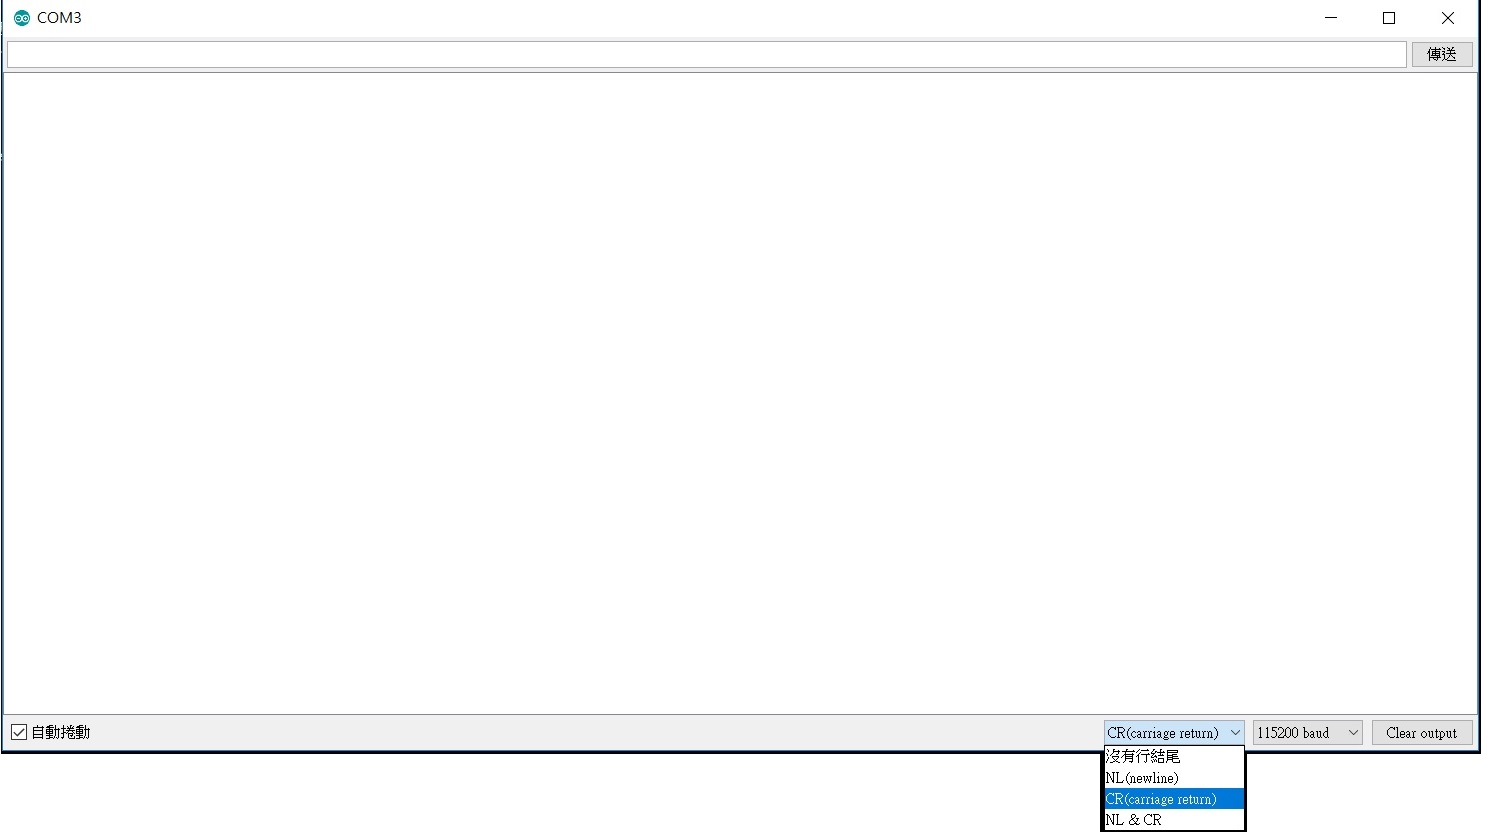 COM3
傳送
自動捲動
CR(carriage return)
115200 baud
Clear output
沒有行結尾
NL(newline)
CR(carriage return)
NL & CR